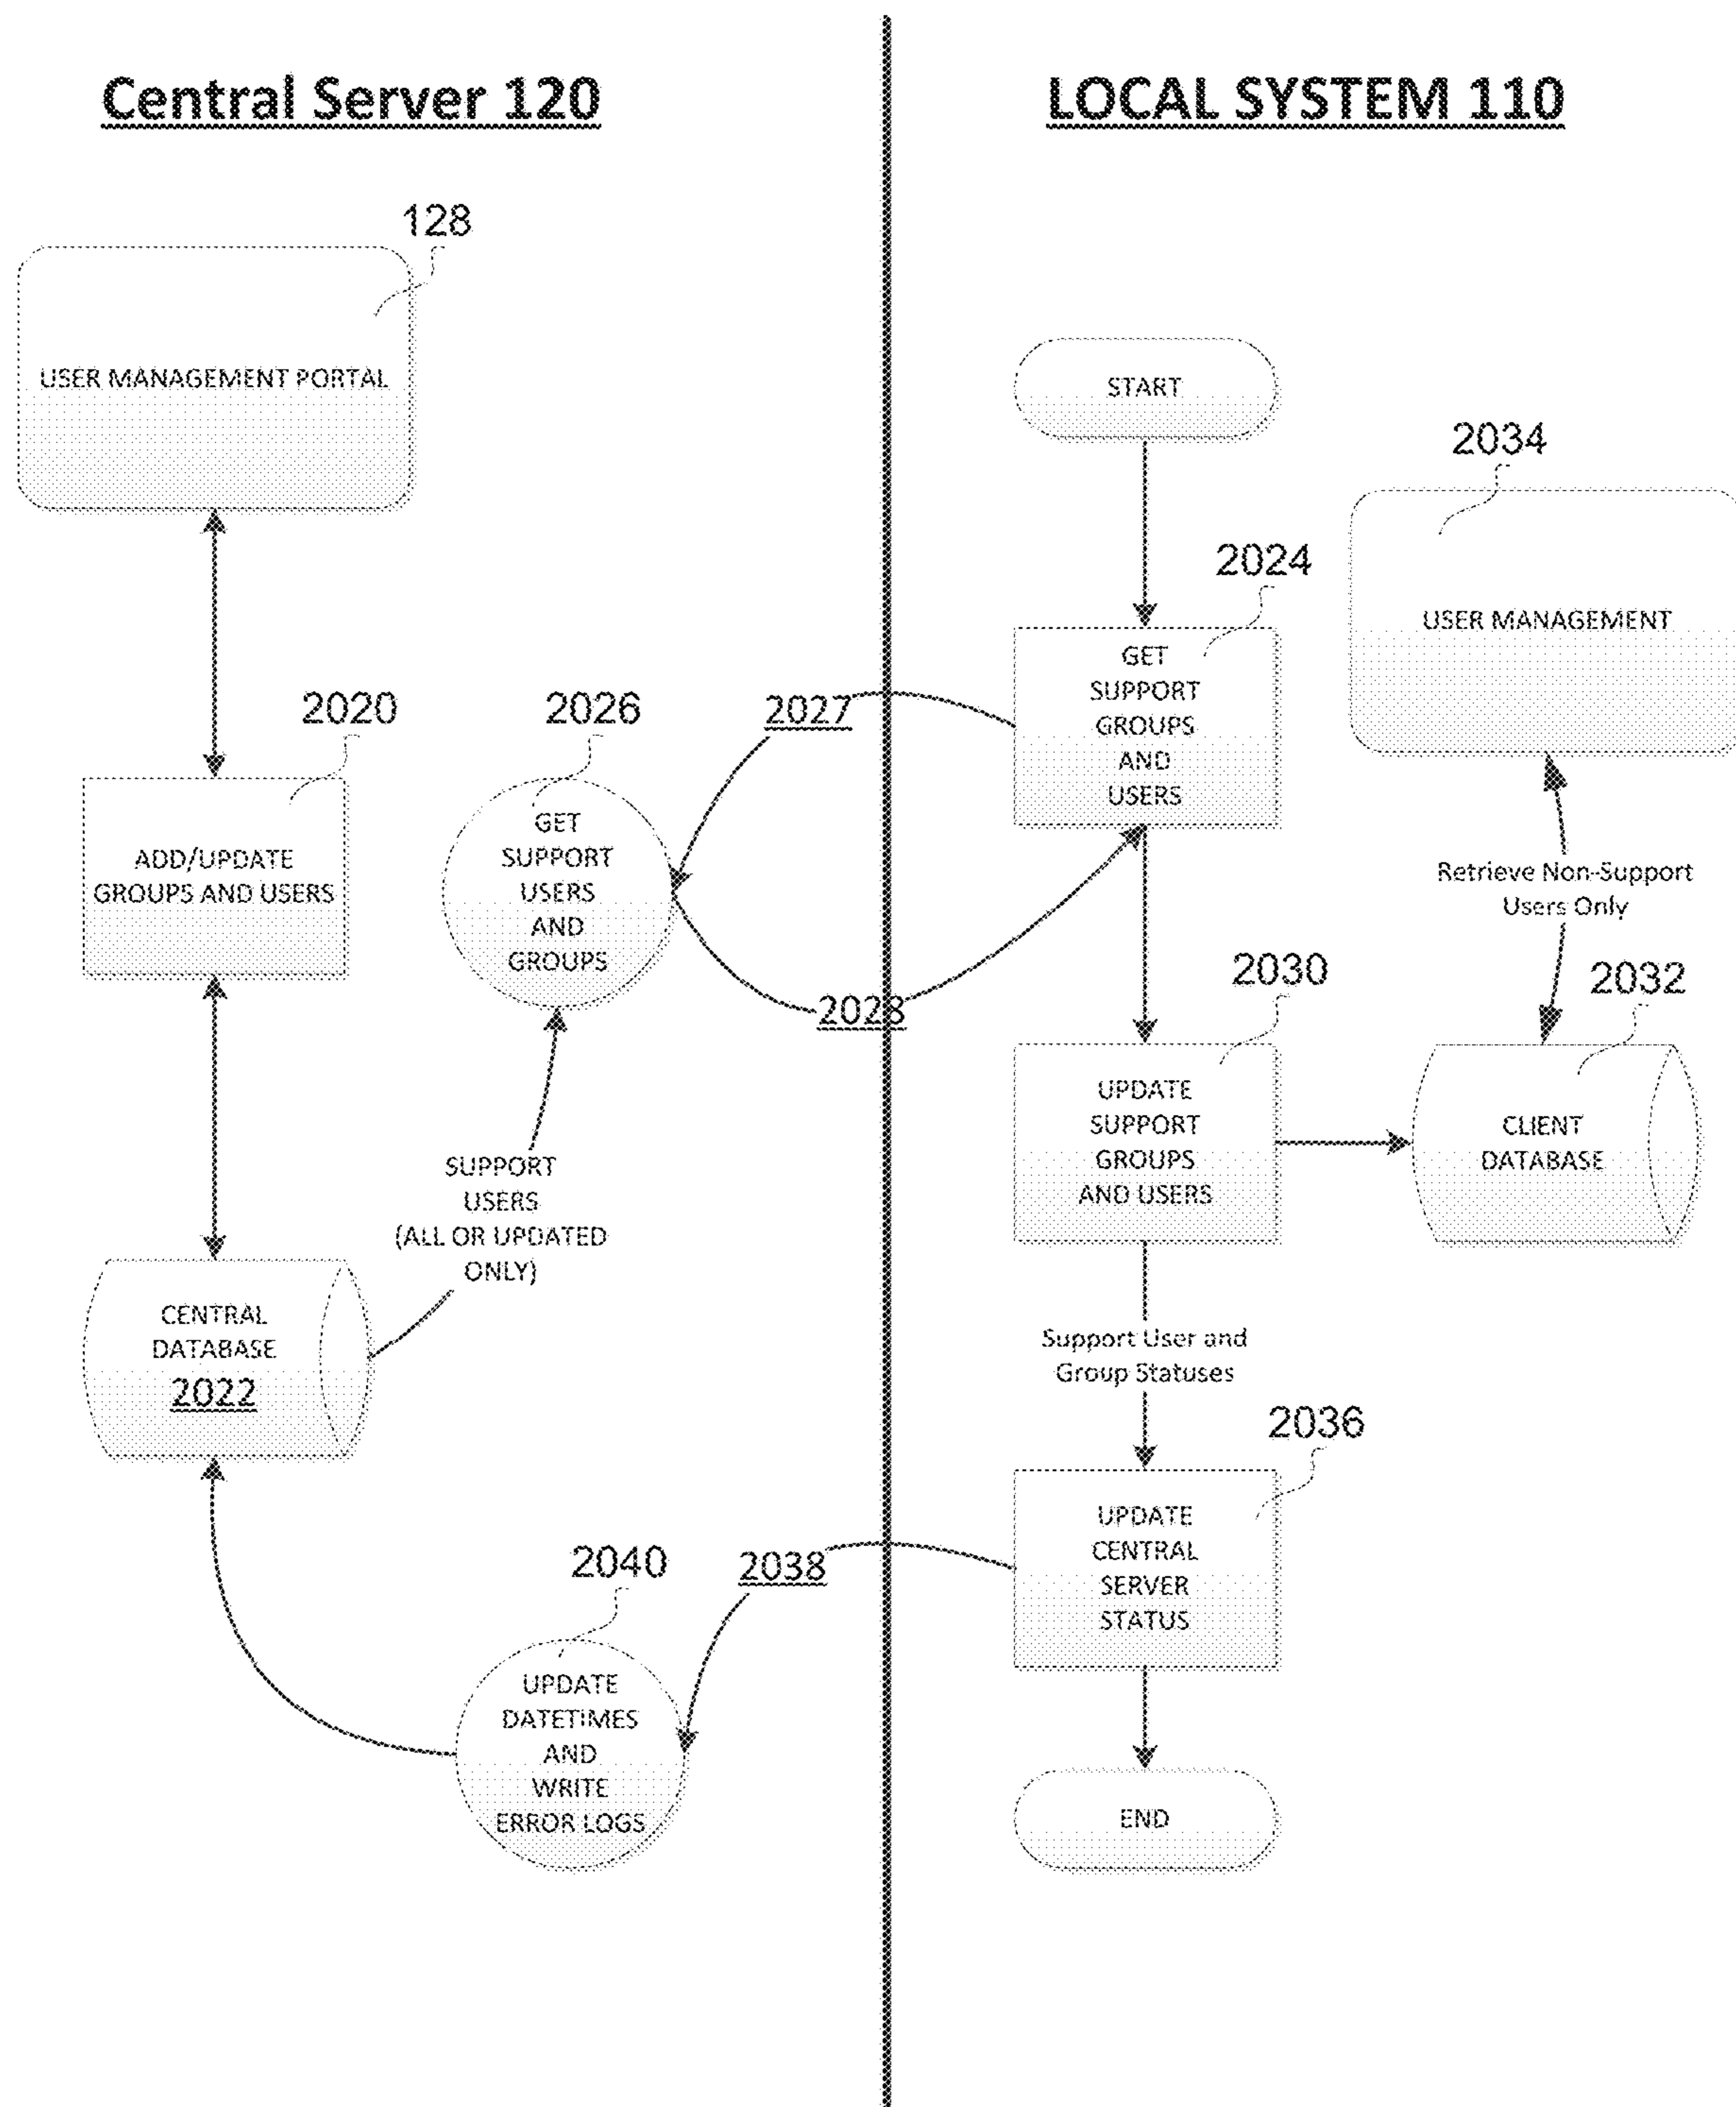 Central Server 120
LOCAL SYSTEM 110
128
USER MANAGEMENT PORTAL
START
2034
USER MANAGEMENT
2024
GET
SUPPORT
GROUPS
AND
USERS
2020
ADD/UPDATE
GROUPS AND USERS
2026
GET
SUPPORT
USERS
AND
GROUPS
2027
2028
Retrieve Non-Support
Users Only
2030
UPDATE
SUPPORT
GROUPS
AND USERS
2032
CLIENT
DATABASE
SUPPORT
USERS
(ALL OR UPDATED
ONLY)
CENTRAL
DATABASE
2022
Support User and
Group Statuses
2036
UPDATE
CENTRAL
SERVER
STATUS
2038
2040
UPDATE
DATETIMES
AND
WRITE
ERROR LOGS
END